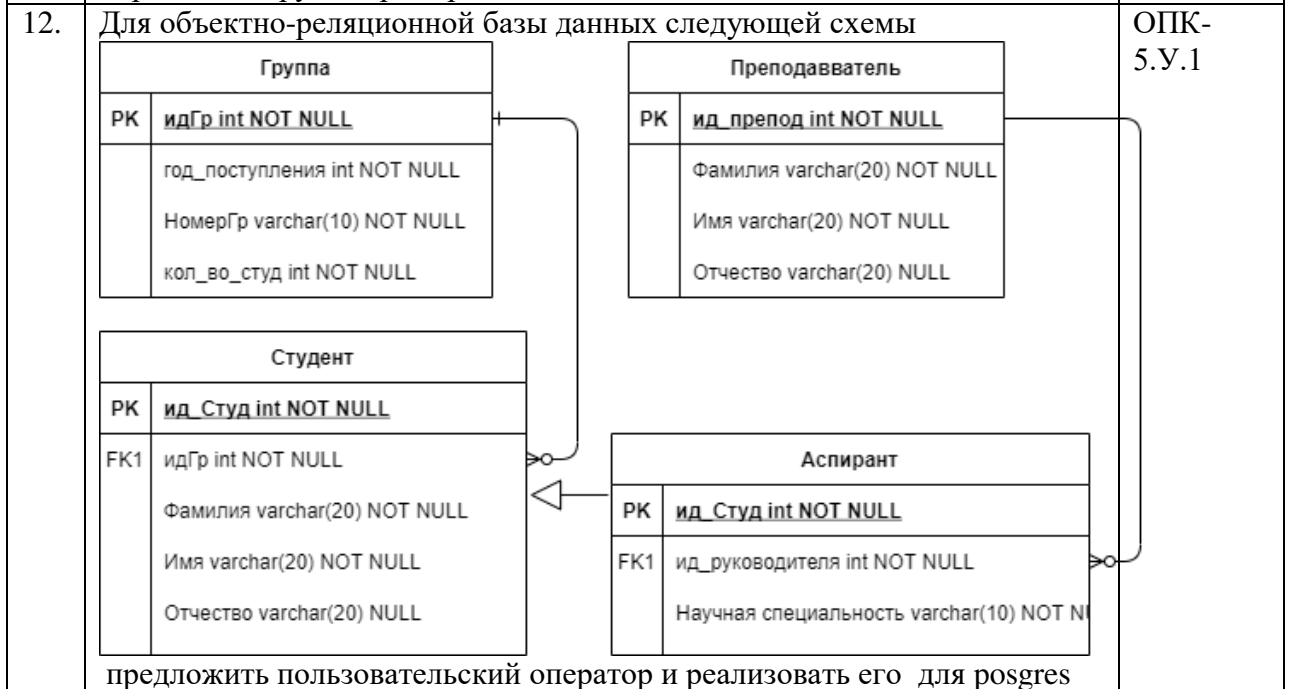 12.
Для объектно-реляционной базы данных следующей схемы
ОПК-
5.У.1
Группа
PK идГр int NOT NULL
год_поступления int NOT NULL
НомерГр varchar(10) NOT NULL
кол_во_студ int NOT NULL
Преподавватель
PK ид_препод int NOT NULL
Фамилия varchar(20) NOT NULL
Имя varchar(20) NOT NULL
Отчество varchar(20) NULL
Студент
PK ид_Студ int NOT NULL
FK1 идГр int NOT NULL
Фамилия varchar(20) NOT NULL
Имя varchar(20) NOT NULL
Отчество varchar(20) NULL
Аспирант
PK ид_Студ int NOT NULL
FK1 ид_руководителя int NOT NULL
Научная специальность varchar(10) NOT
предложить пользовательский оператор и реализовать его для posgres